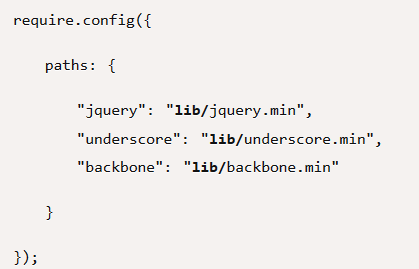 require.config({
paths: {
"jquery": "lib/jquery.min",
"underscore": "lib/underscore.min",
"backbone": "lib/backbone.min"
}
});